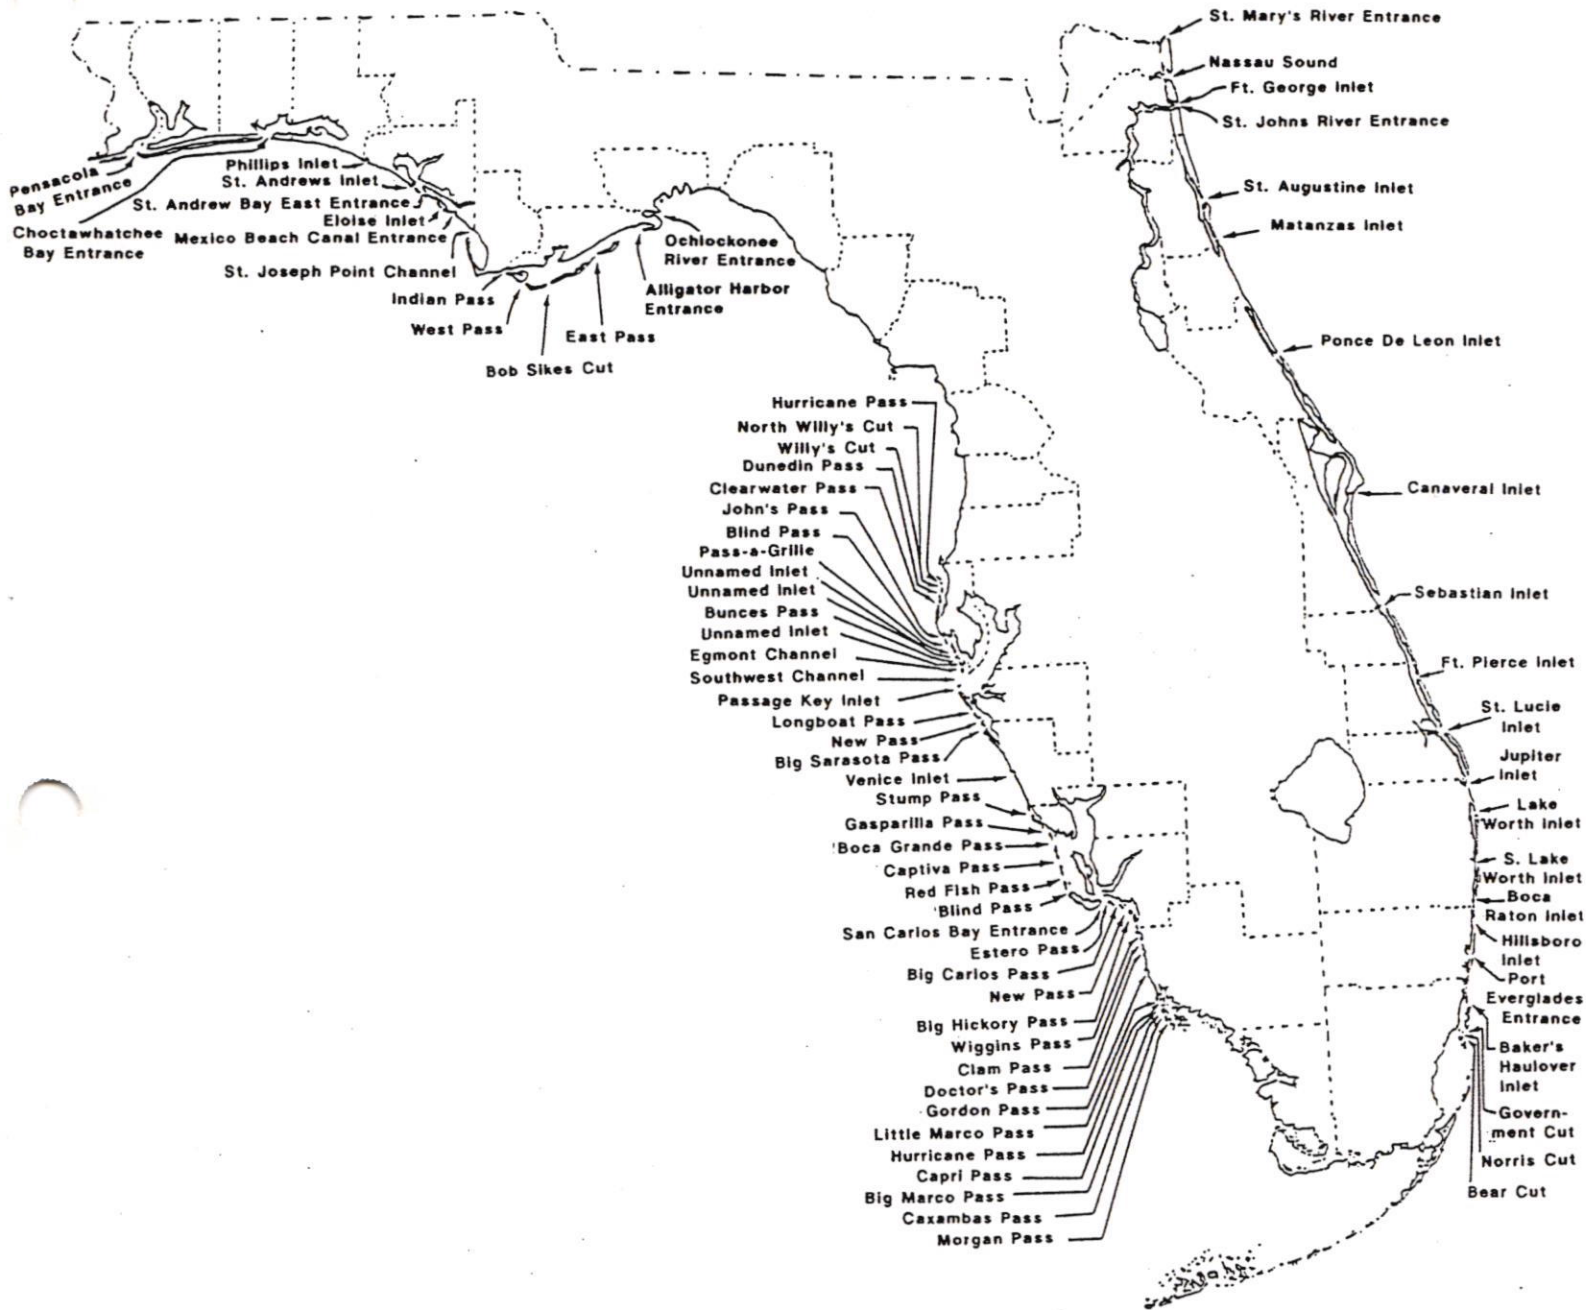 St. Mary's River Entrance
Nassau Sound
Ft. George Inlet
St. Johns River Entrance
St. Augustine Inlet
Matanzas Inlet
Ponce De Leon Inlet
Canaveral Inlet
Sebastian Inlet
Ft. Pierce Inlet
St. Lucie
Inlet
Jupiter
Inlet
Lake
Worth Inlet
S. Lake
Worth Inlet
Boca
Raton Inlet
Hillsboro
Inlet
Port
Everglades
Entrance
Baker's
Haulover
Inlet
Govern-
ment Cut
Norris Cut
Bear Cut
Pensacola
Bay Entrance
Choctawhatchee
Bay Entrance
Phillips Inlet
St. Andrews Inlet
St. Andrew Bay East Entrance
Eloise Inlet
Mexico Beach Canal Entrance
St. Joseph Point Channel
Indian Pass
West Pass
Bob Sikes Cut
East Pass
Alligator Harbor
Entrance
Ochlockonee
River Entrance
Hurricane Pass
North Willy's Cut
Willy's Cut
Dunedin Pass
Clearwater Pass
John's Pass
Blind Pass
Pass-a-Grille
Unnamed Inlet
Unnamed Inlet
Bunces Pass
Unnamed Inlet
Egmont Channel
Southwest Channel
Passage Key Inlet
Longboat Pass
New Pass
Big Sarasota Pass
Venice Inlet
Stump Pass
Gasparilla Pass
Boca Grande Pass
Captiva Pass
Red Fish Pass
Blind Pass
San Carlos Bay Entrance
Estero Pass
Big Carlos Pass
New Pass
Big Hickory Pass
Wiggins Pass
Clam Pass
Doctor's Pass
Gordon Pass
Little Marco Pass
Hurricane Pass
Capri Pass
Big Marco Pass
Caxambas Pass
Morgan Pass